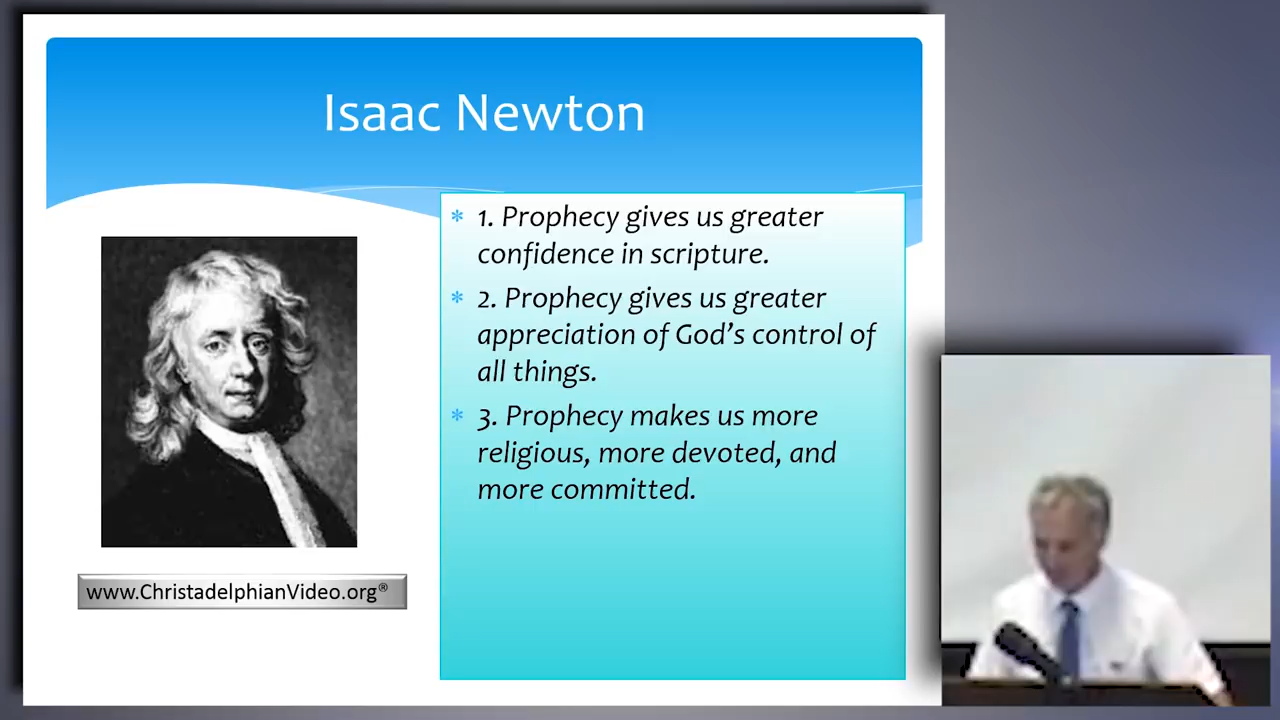 Isaac Newton
* 1. Prophecy gives us greater
confidence in scripture.
* 2. Prophecy gives us greater
appreciation of God's control of
all things.
* 3. Prophecy makes us more
religious, more devoted, and
more committed.
www.ChristadelphianVideo.org®